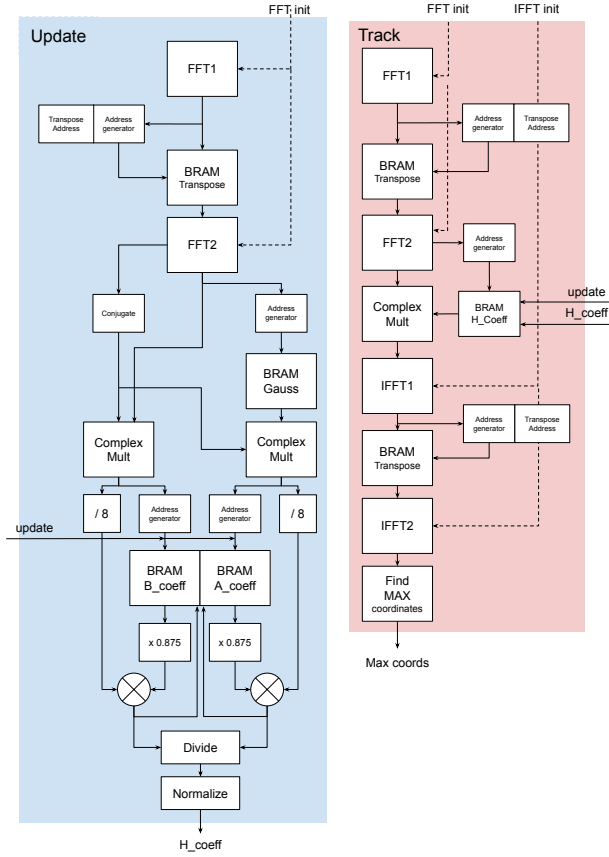 FFT init
Update
FFT1
Transpose
Address
Address
generator
BRAM
Transpose
FFT2
Conjugate
Address
generator
BRAM
Gauss
Complex
Mult
Complex
Mult
/ 8
Address
generator
Address
generator
/ 8
update
BRAM
B_coeff
BRAM
A_coeff
x 0.875
x 0.875
Divide
Normalize
H_coeff
FFT init
IFFT init
Track
FFT1
Address
generator
Transpose
Address
BRAM
Transpose
FFT2
Address
generator
Complex
Mult
BRAM
H_Coeff
update
H_coeff
IFFT1
Address
generator
Transpose
Address
BRAM
Transpose
IFFT2
Find
MAX
coordinates
Max coords